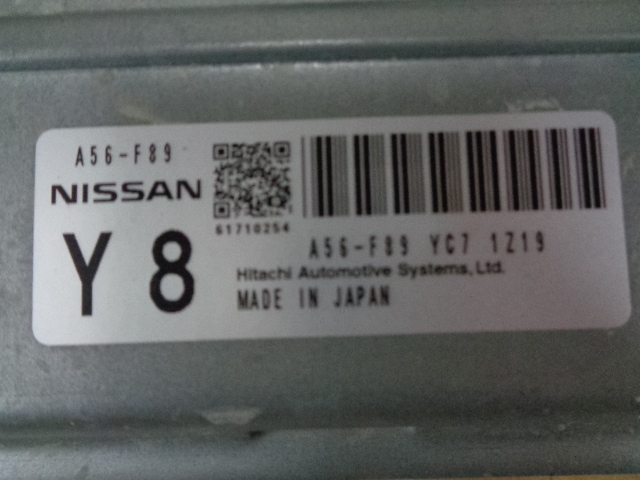 A56-F89
NISSAN
Y 8
61710254
A56-F89 YC7 1Z19
Hitachi Automotive Systems, Ltd.
MADE IN JAPAN